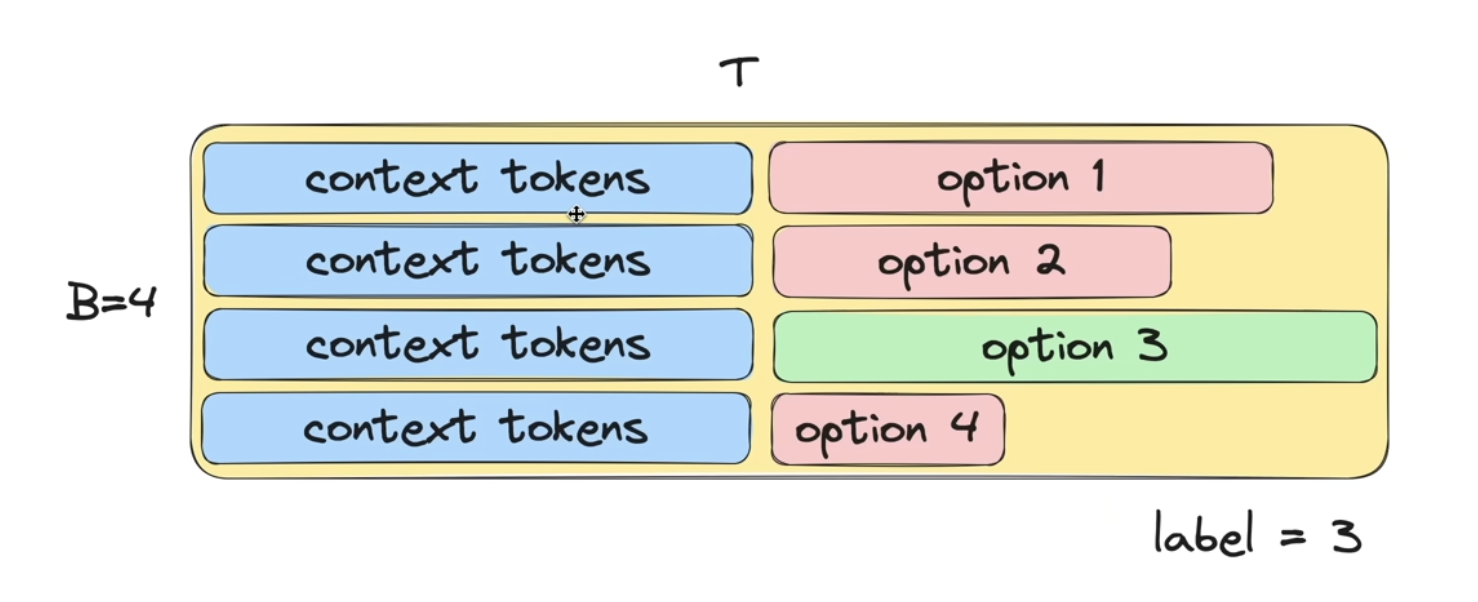 T
context tokens option 1
context tokens option 2
B=4
context tokens option 3
context tokens option 4
label = 3